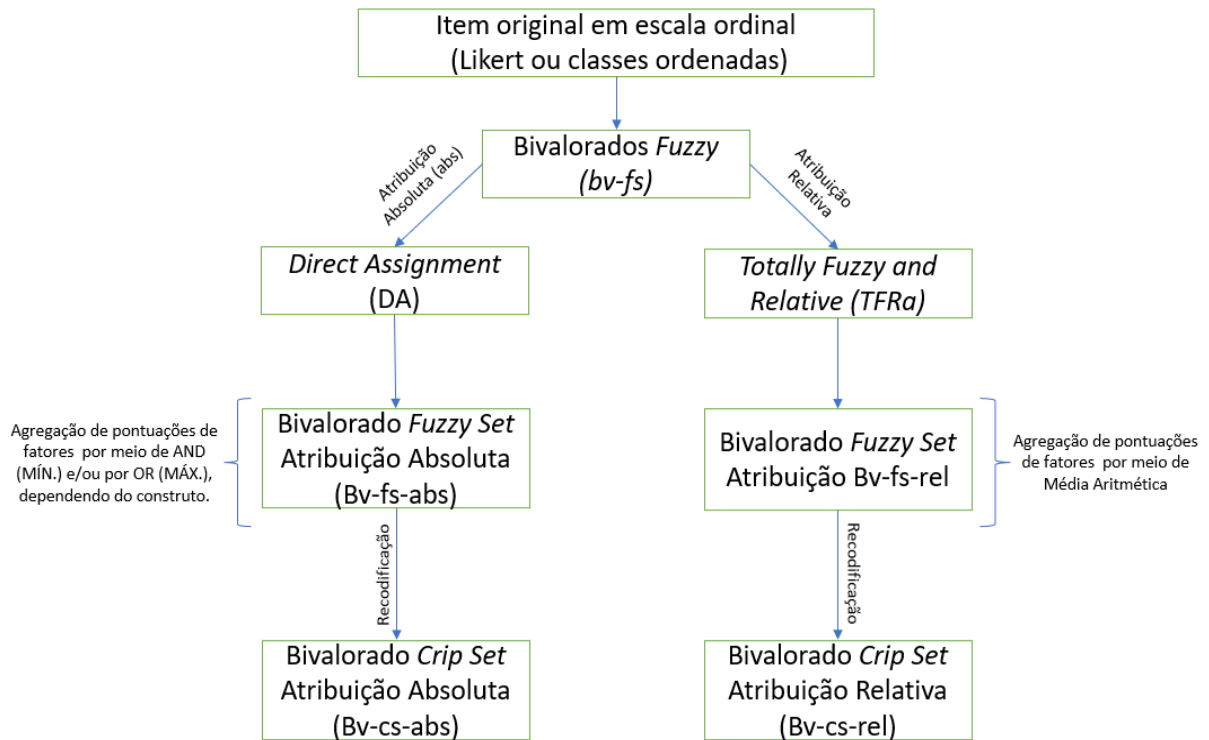 Item original em escala ordinal
(Likert ou classes ordenadas)
Bivalorados Fuzzy
(bv-fs)
Atribuição
Absoluta (abs)
Atribuição
Relativa
Direct Assignment
(DA)
Totally Fuzzy and
Relative (TFRa)
Agregação de pontuações de
fatores por meio de AND
(MÍN.) e/ou por OR (MÁX.),
dependendo do construto.
Bivalorado Fuzzy Set
Atribuição Absoluta
(Bv-fs-abs)
Bivalorado Fuzzy Set
Atribuição Bv-fs-rel
Agregação de pontuações
de fatores por meio de
Média Aritmética
Recodificação
Recodificação
Bivalorado Crip Set
Atribuição Absoluta
(Bv-cs-abs)
Bivalorado Crip Set
Atribuição Relativa
(Bv-cs-rel)